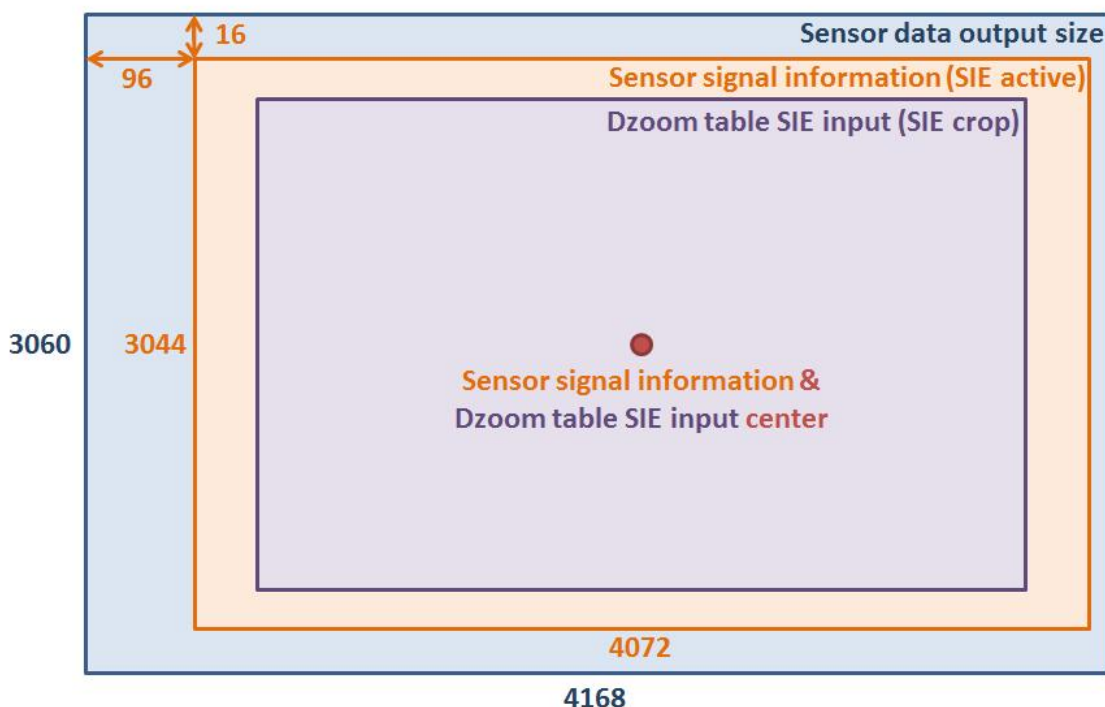 16
Sensor data output size
96
Sensor signal information (SIE active)
Dzoom table SIE input (SIE crop)
3060
3044
Sensor signal information &
Dzoom table SIE input center
4072
4168